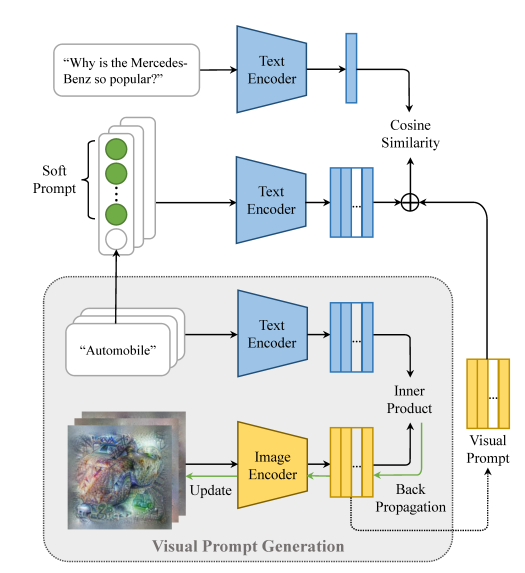 “Why is the Mercedes-
Benz so popular?”
Text
Encoder
Cosine
Similarity
Soft
Prompt
Text
Encoder
...
“Automobile”
Text
Encoder
...
Inner
Product
...
Visual
Prompt
Image
Encoder
...
Update
Back
Propagation
Visual Prompt Generation